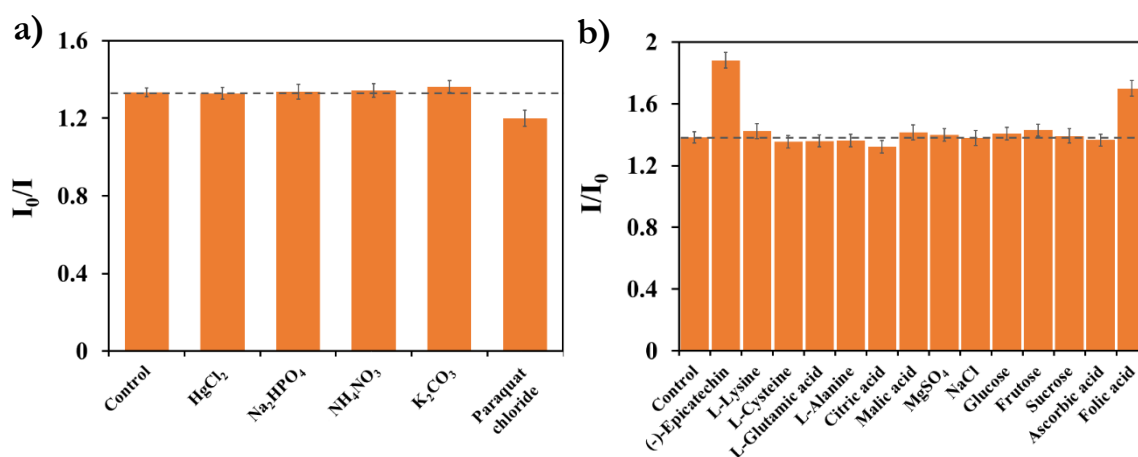 a)
I₀/I
1.6
1.2
0.8
0.4
0
Control
HgCl₂
Na₂HPO₄
NH₄NO₃
K₂CO₃
Paraquat
chloride
b)
I/I₀
2
1.6
1.2
0.8
0.4
0
Control
(-)-Epicatechin
L-Lysine
L-Cysteine
L-Glutamic acid
L-Alanine
Citric acid
Malic acid
MgSO₄
NaCl
Glucose
Frutose
Sucrose
Ascorbic acid
Folic acid